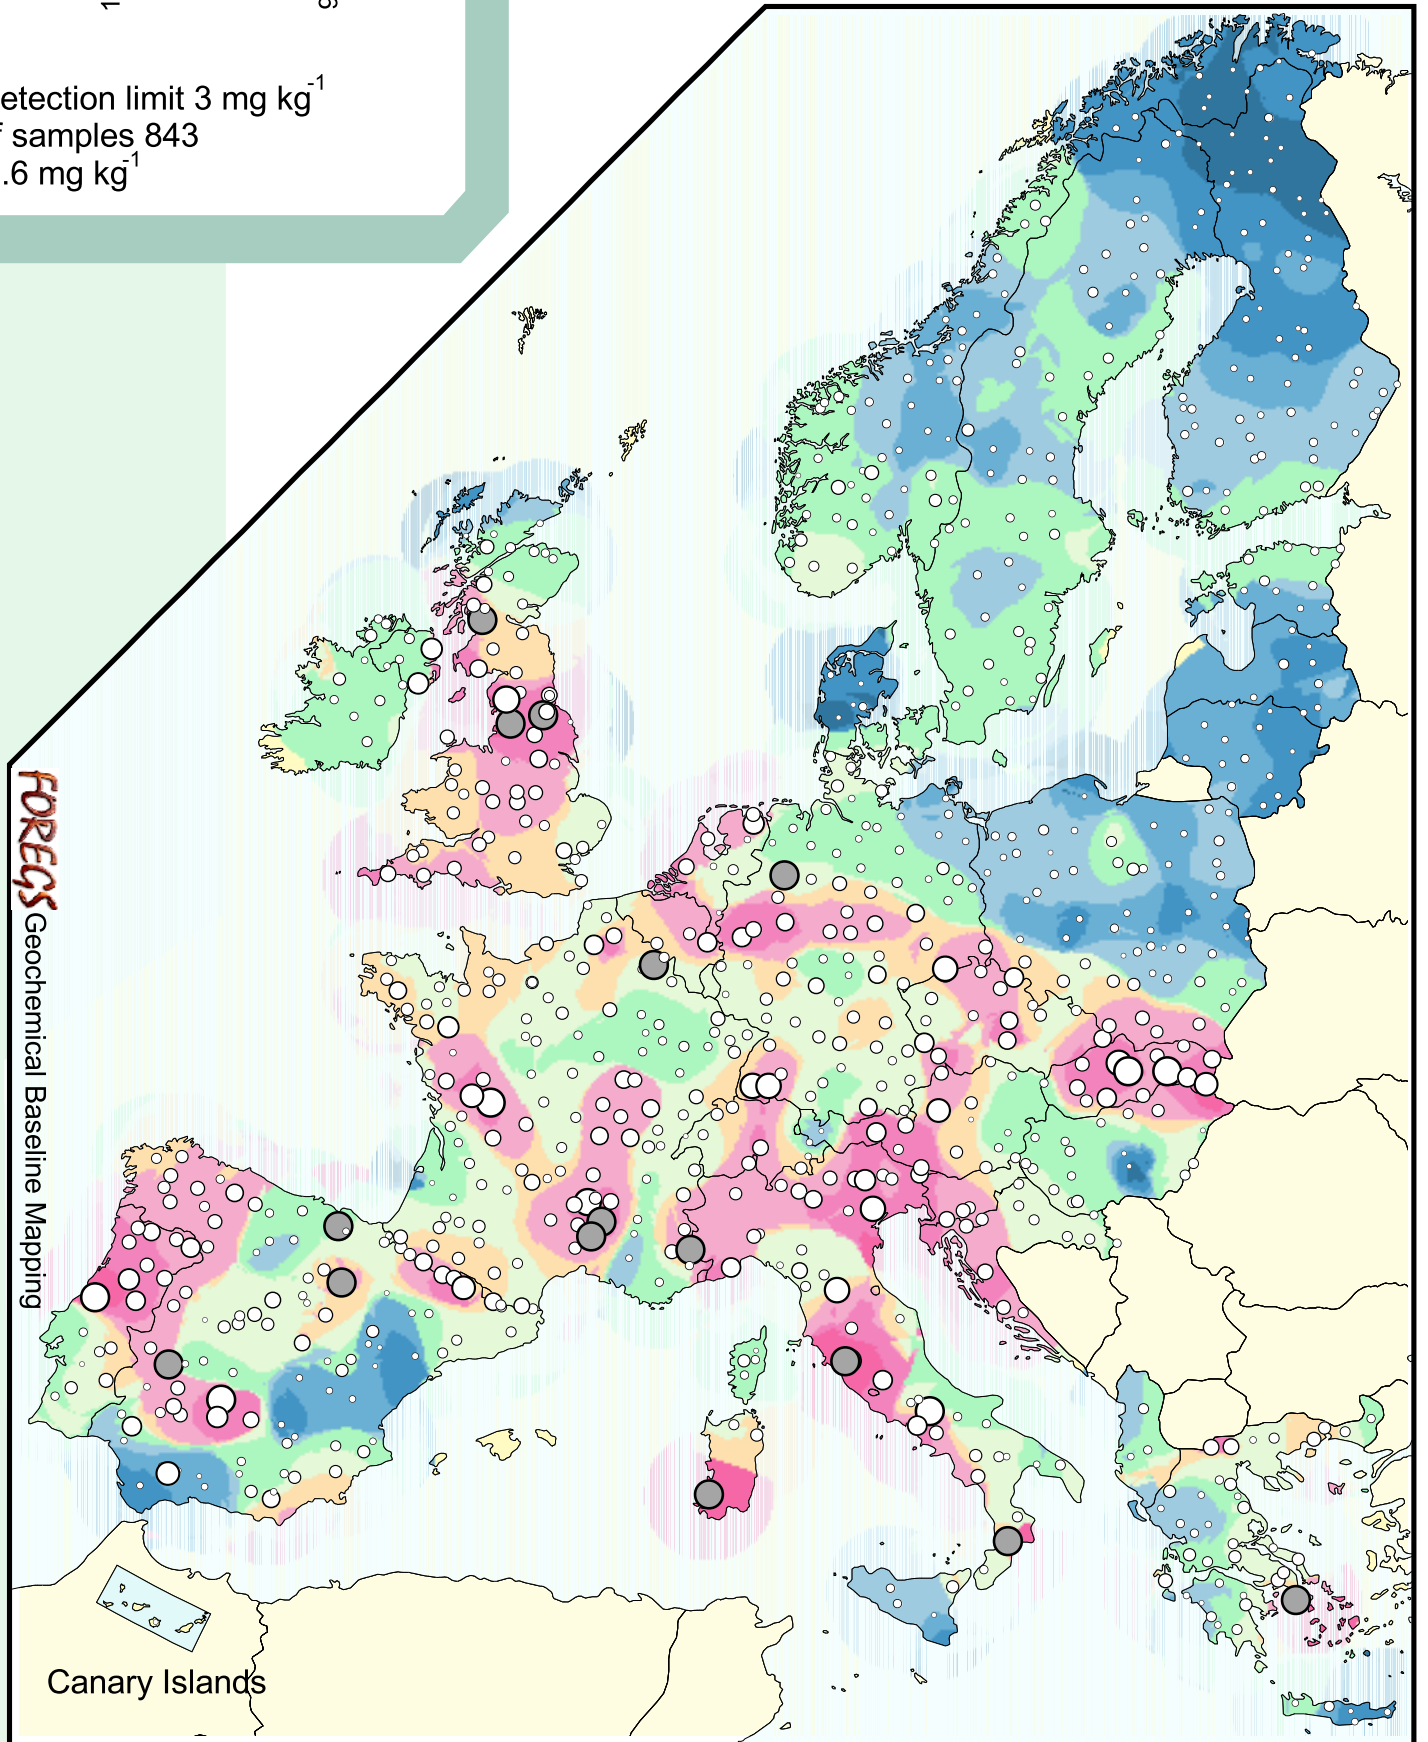 etection limit 3 mg kg-1
samples 843
.6 mg kg-1
FOREGS Geochemical Baseline Mapping
Canary Islands